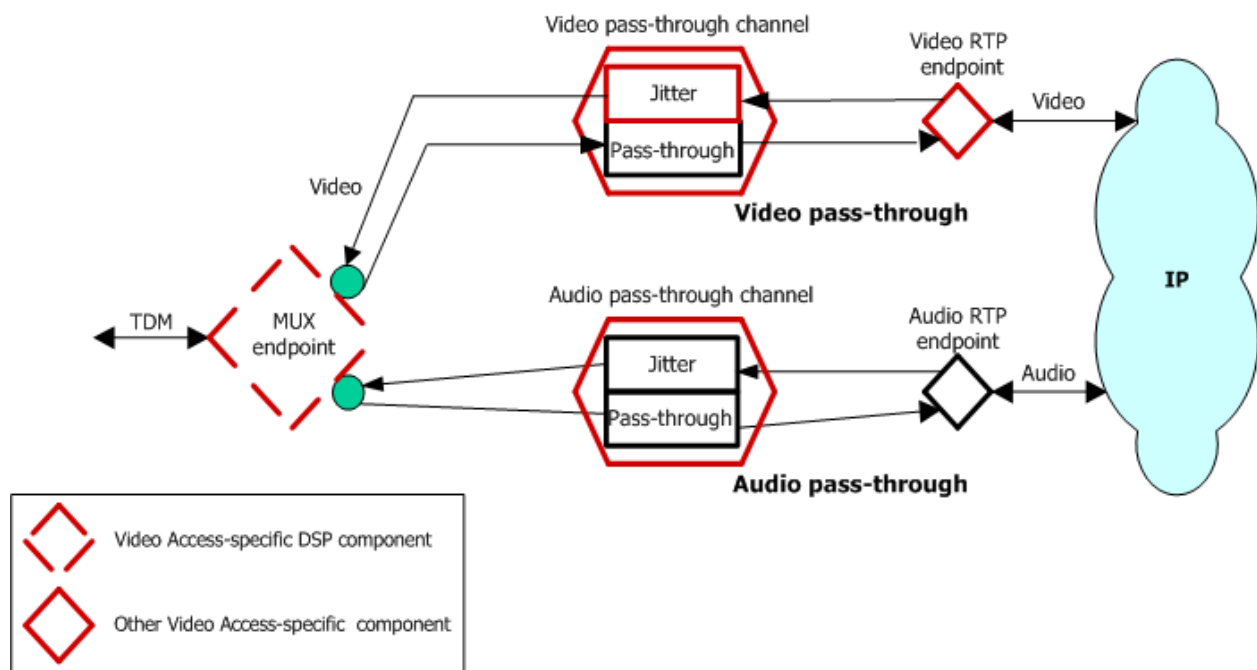 Video pass-through channel
Video RTP
endpoint
Jitter
Video
Pass-through
Video
Video pass-through
IP
Audio pass-through channel
TDM
MUX
endpoint
Audio RTP
endpoint
Jitter
Audio
Pass-through
Audio pass-through
Video Access-specific DSP component
Other Video Access-specific component